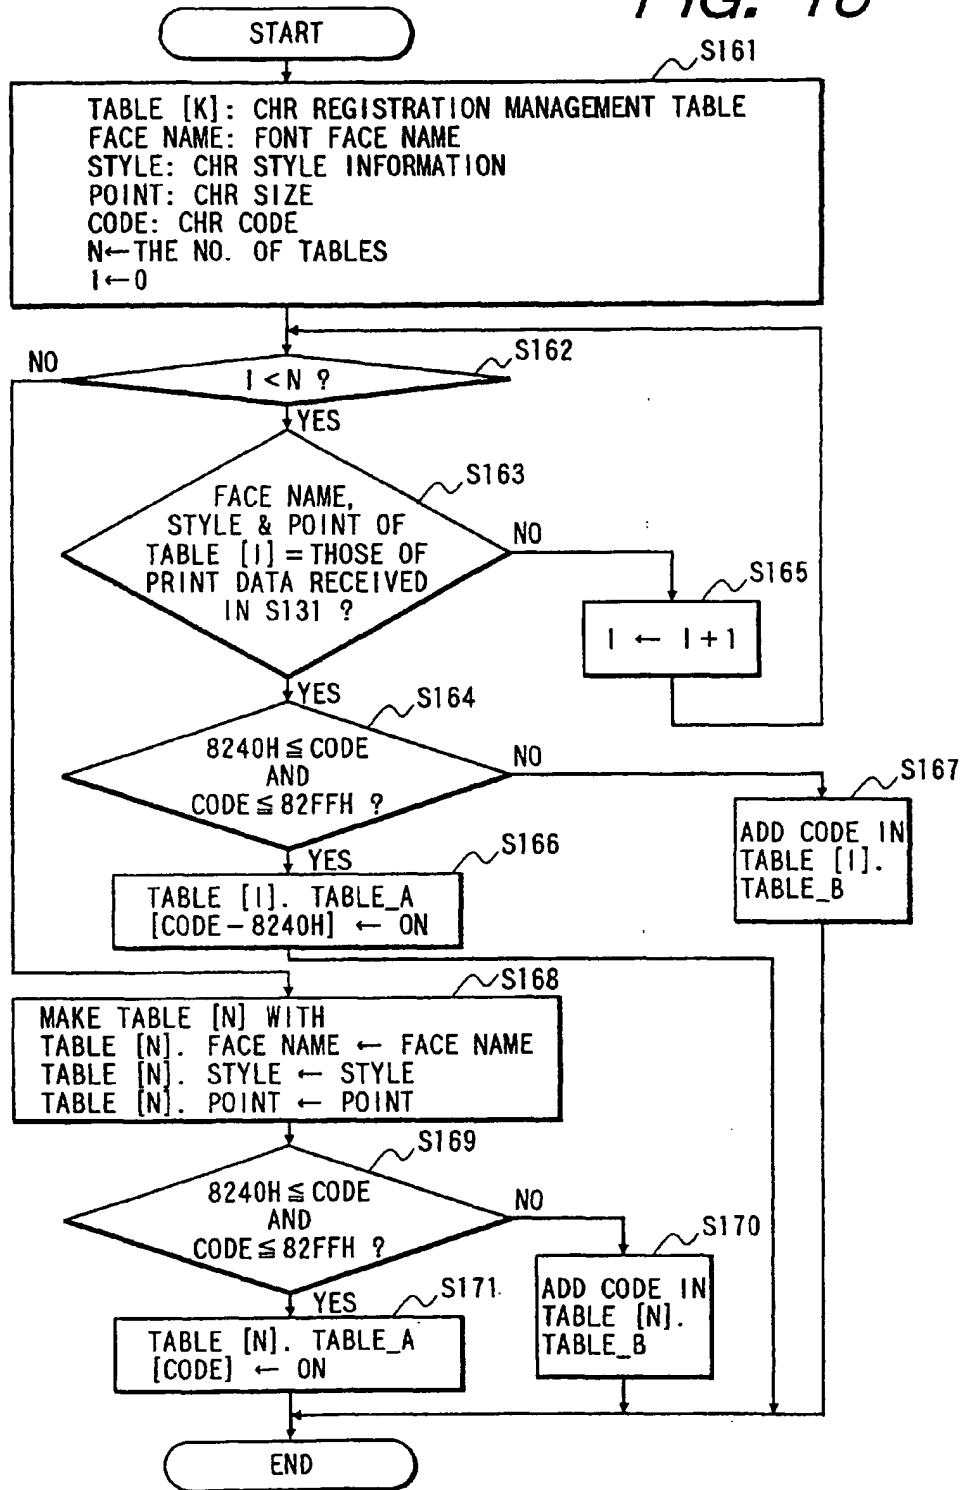 FIG. 16
START
S161
TABLE [K]: CHR REGISTRATION MANAGEMENT TABLE
FACE NAME: FONT FACE NAME
STYLE: CHR STYLE INFORMATION
POINT: CHR SIZE
CODE: CHR CODE
N←THE NO. OF TABLES
I←0
S162
NO
I < N ?
YES
S163
FACE NAME,
STYLE & POINT OF
TABLE [I] = THOSE OF
PRINT DATA RECEIVED
IN S131 ?
NO
S165
I ← I+1
YES
S164
8240H ≦ CODE
AND
CODE ≦ 82FFH ?
NO
S167
ADD CODE IN
TABLE [I].
TABLE_B
YES
S166
TABLE [I]. TABLE_A
[CODE-8240H] ← ON
S168
MAKE TABLE [N] WITH
TABLE [N]. FACE NAME ← FACE NAME
TABLE [N]. STYLE ← STYLE
TABLE [N]. POINT ← POINT
S169
8240H ≦ CODE
AND
CODE ≦ 82FFH ?
NO
S170
ADD CODE IN
TABLE [N].
TABLE_B
YES
S171
TABLE [N]. TABLE_A
[CODE] ← ON
END